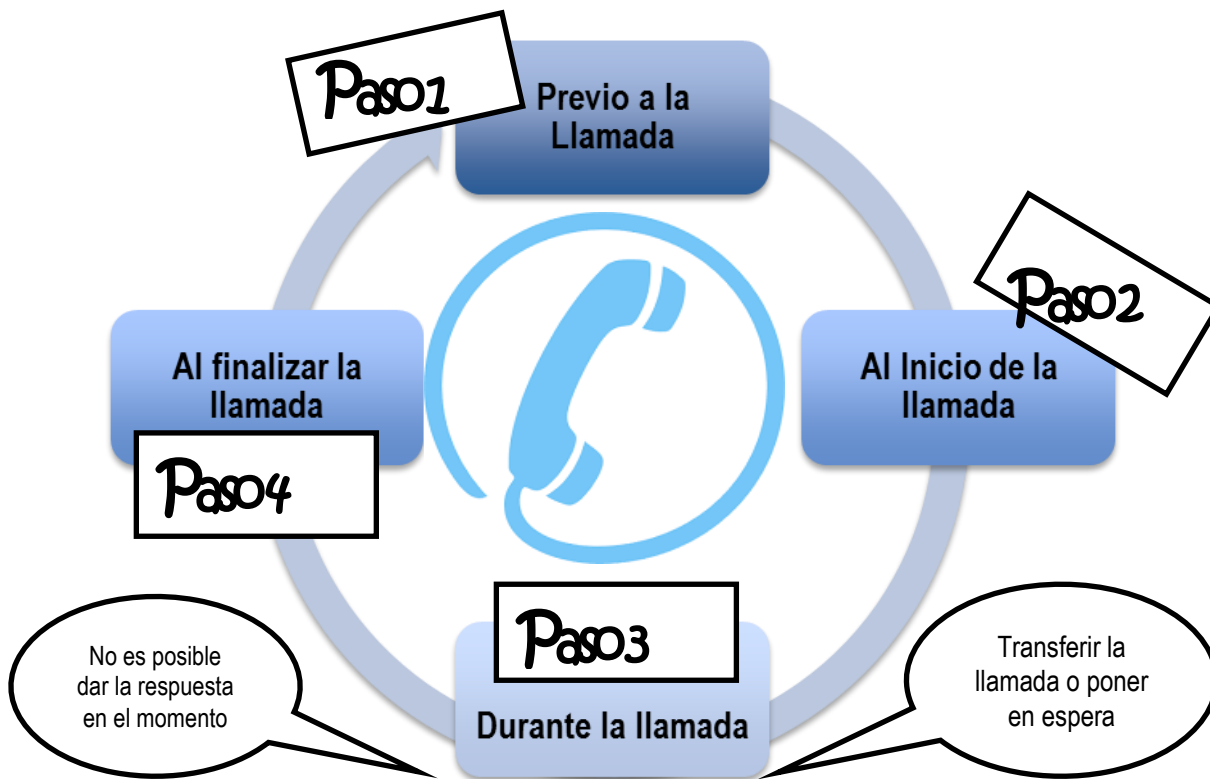 Paso1
Previo a la
Llamada
Paso2
Al Inicio de la
llamada
Paso3
Durante la llamada
Transferir la
llamada o poner
en espera
No es posible
dar la respuesta
en el momento
Al finalizar la
llamada
Paso4